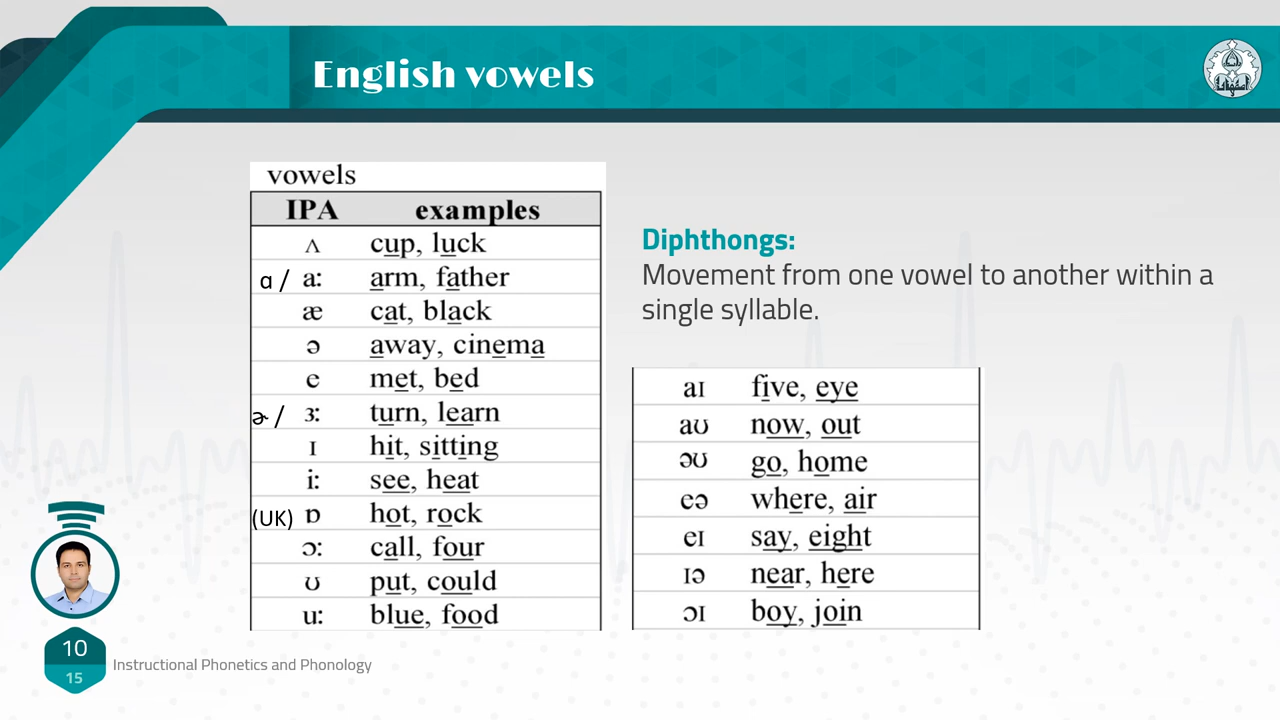 English vowels
vowels
IPA examples
ʌ cup, luck
ɑ / a: arm, father
æ cat, black
ə away, cinema
e met, bed
ɚ / ɜ: turn, learn
ɪ hit, sitting
i: see, heat
(UK) ɒ hot, rock
ɔ: call, four
ʊ put, could
u: blue, food
Diphthongs:
Movement from one vowel to another within a
single syllable.
aɪ five, eye
aʊ now, out
əʊ go, home
eə where, air
eɪ say, eight
ɪə near, here
ɔɪ boy, join
10
15
Instructional Phonetics and Phonology